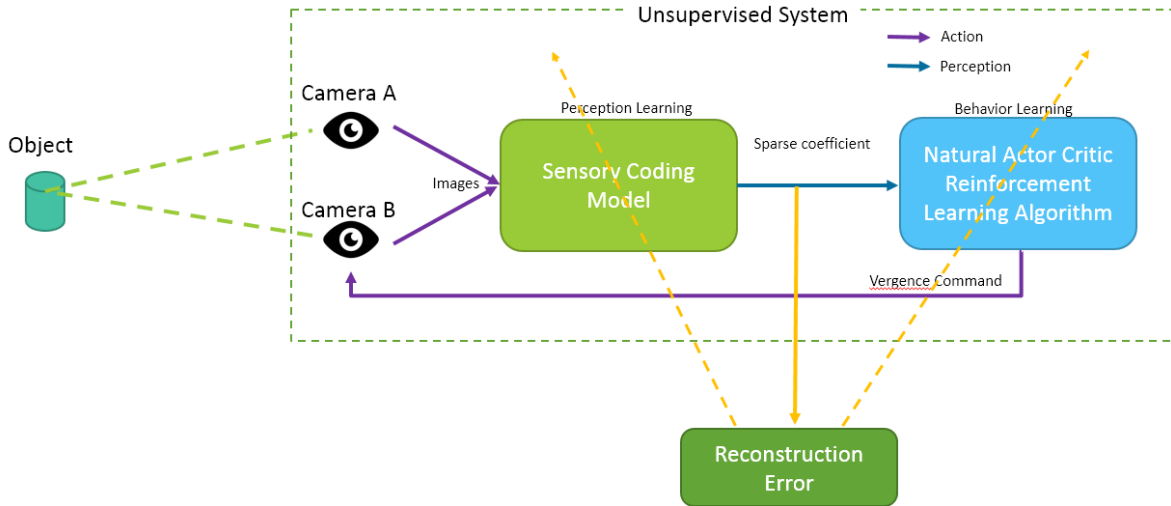 Unsupervised System
Action
Perception
Camera A
Perception Learning
Behavior Learning
Object
Images
Sensory Coding
Model
Sparse coefficient
Natural Actor Critic
Reinforcement
Learning Algorithm
Camera B
Vergence Command
Reconstruction
Error